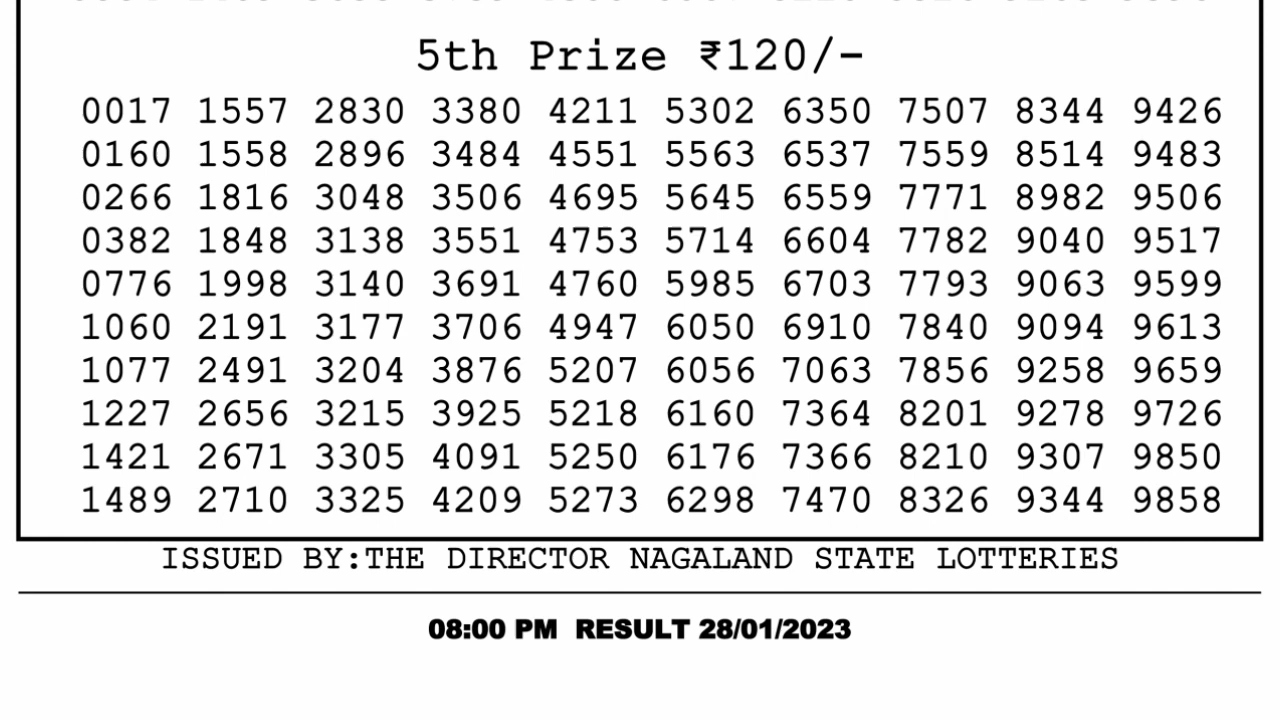 5th Prize ₹120/-
0017 1557 2830 3380 4211 5302 6350 7507 8344 9426
0160 1558 2896 3484 4551 5563 6537 7559 8514 9483
0266 1816 3048 3506 4695 5645 6559 7771 8982 9506
0382 1848 3138 3551 4753 5714 6604 7782 9040 9517
0776 1998 3140 3691 4760 5985 6703 7793 9063 9599
1060 2191 3177 3706 4947 6050 6910 7840 9094 9613
1077 2491 3204 3876 5207 6056 7063 7856 9258 9659
1227 2656 3215 3925 5218 6160 7364 8201 9278 9726
1421 2671 3305 4091 5250 6176 7366 8210 9307 9850
1489 2710 3325 4209 5273 6298 7470 8326 9344 9858
ISSUED BY:THE DIRECTOR NAGALAND STATE LOTTERIES
08:00 PM RESULT 28/01/2023